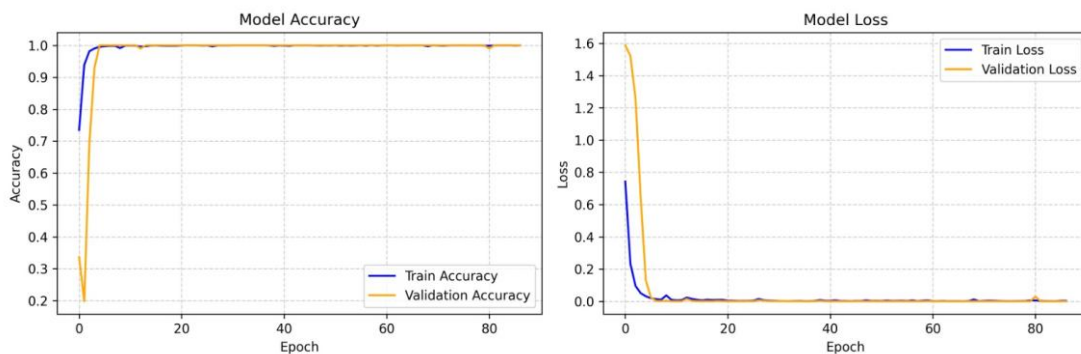 Model Accuracy
1.0
0.9
0.8
0.7
0.6
0.5
0.4
0.3
0.2
Accuracy
0
20
40
60
80
Epoch
Train Accuracy
Validation Accuracy
Model Loss
1.6
1.4
1.2
1.0
0.8
0.6
0.4
0.2
0.0
Loss
0
20
40
60
80
Epoch
Train Loss
Validation Loss